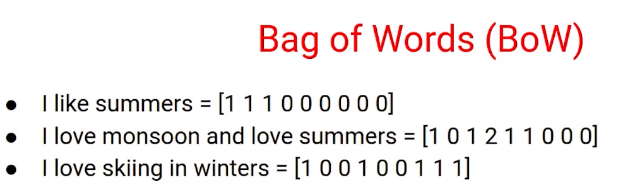 Bag of Words (BoW)
● I like summers = [1 1 1 0 0 0 0 0 0]
● I love monsoon and love summers = [1 0 1 2 1 1 0 0 0]
● I love skiing in winters = [1 0 0 1 0 0 1 1 1]